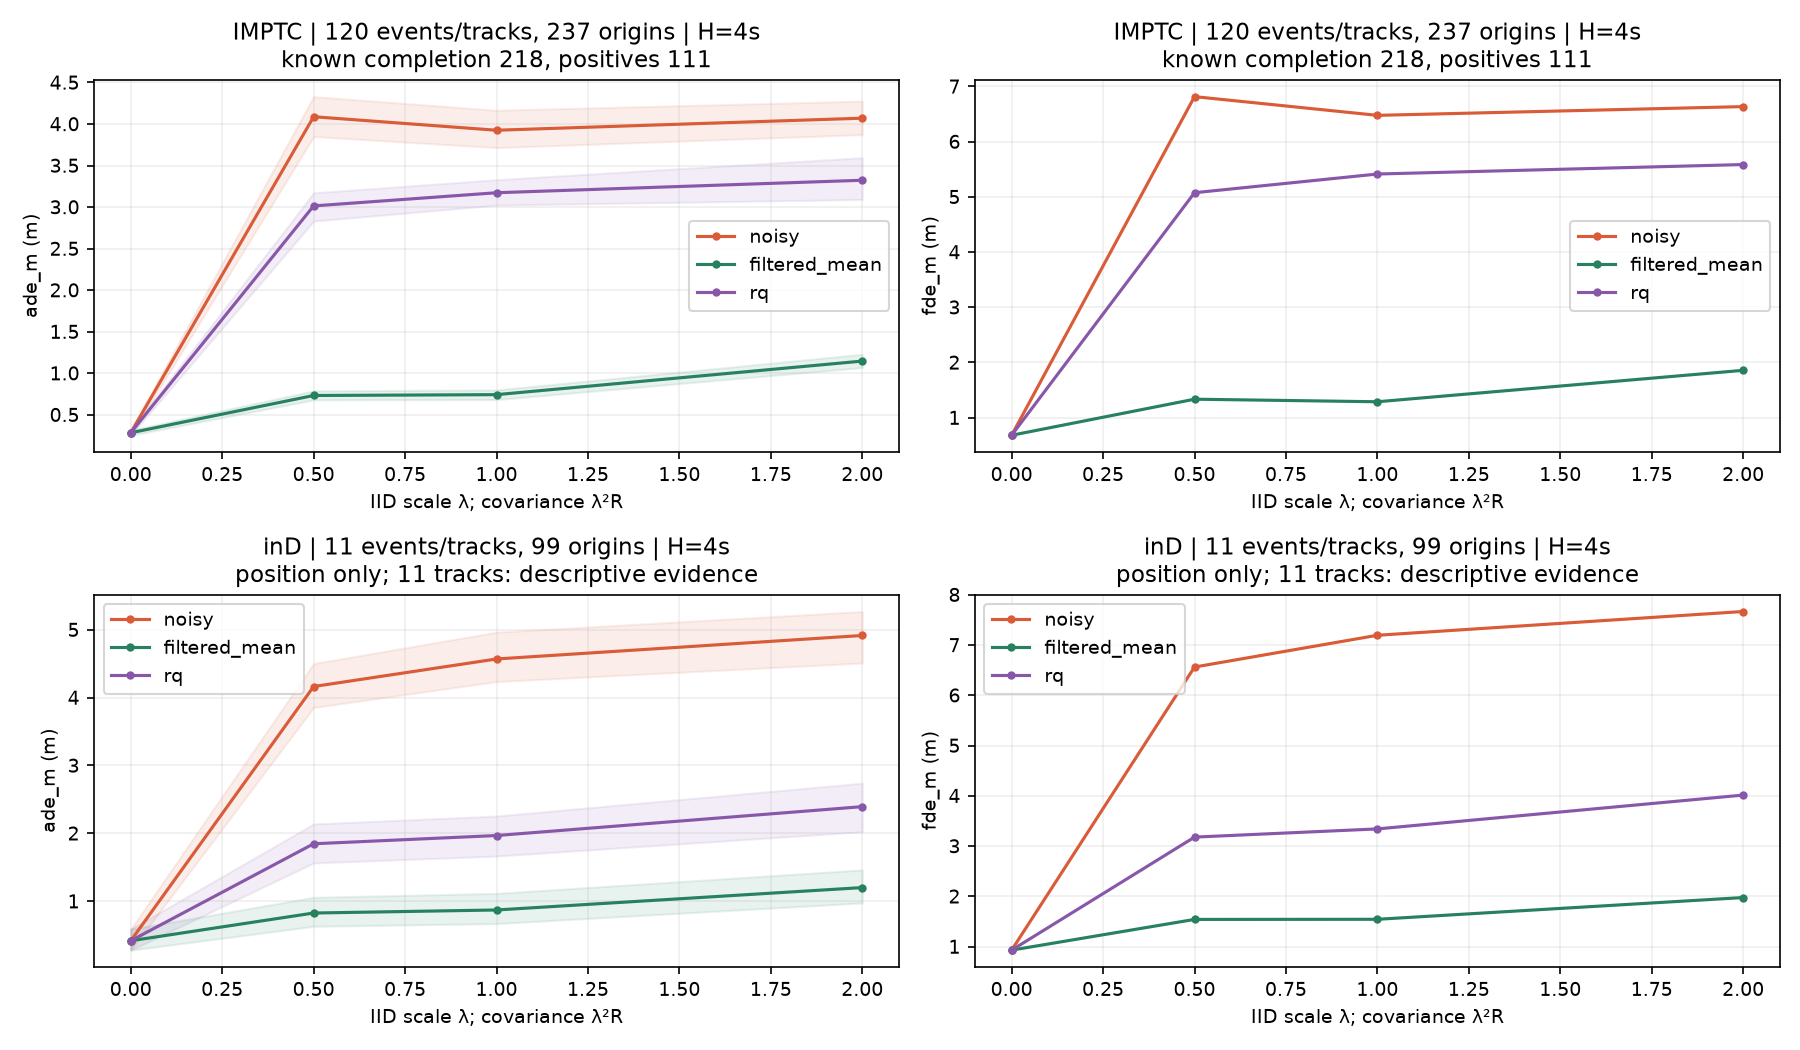 IMPTC | 120 events/tracks, 237 origins | H=4s
known completion 218, positives 111
4.5
4.0
3.5
3.0
2.5
2.0
1.5
1.0
0.5
ade_m (m)
noisy
filtered_mean
rq
0.00 0.25 0.50 0.75 1.00 1.25 1.50 1.75 2.00
IID scale λ; covariance λ²R
IMPTC | 120 events/tracks, 237 origins | H=4s
known completion 218, positives 111
7
6
5
4
3
2
1
fde_m (m)
noisy
filtered_mean
rq
0.00 0.25 0.50 0.75 1.00 1.25 1.50 1.75 2.00
IID scale λ; covariance λ²R
inD | 11 events/tracks, 99 origins | H=4s
position only; 11 tracks: descriptive evidence
5
4
3
2
1
ade_m (m)
noisy
filtered_mean
rq
0.00 0.25 0.50 0.75 1.00 1.25 1.50 1.75 2.00
IID scale λ; covariance λ²R
inD | 11 events/tracks, 99 origins | H=4s
position only; 11 tracks: descriptive evidence
8
7
6
5
4
3
2
1
fde_m (m)
noisy
filtered_mean
rq
0.00 0.25 0.50 0.75 1.00 1.25 1.50 1.75 2.00
IID scale λ; covariance λ²R